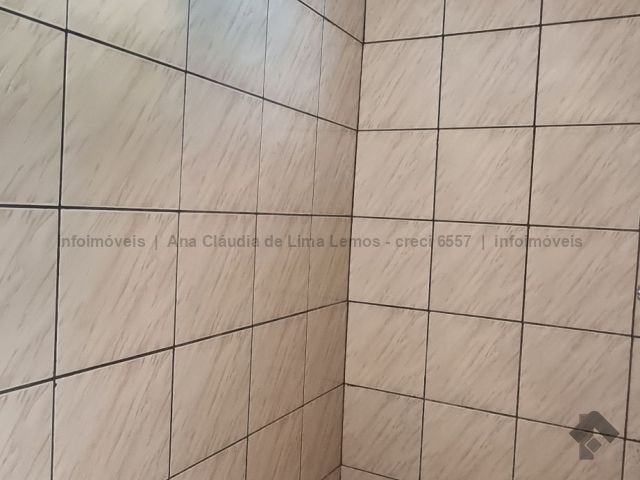 infoimóveis | Ana Cláudia de Lima Lemos - creci 6557 | infoimóveis